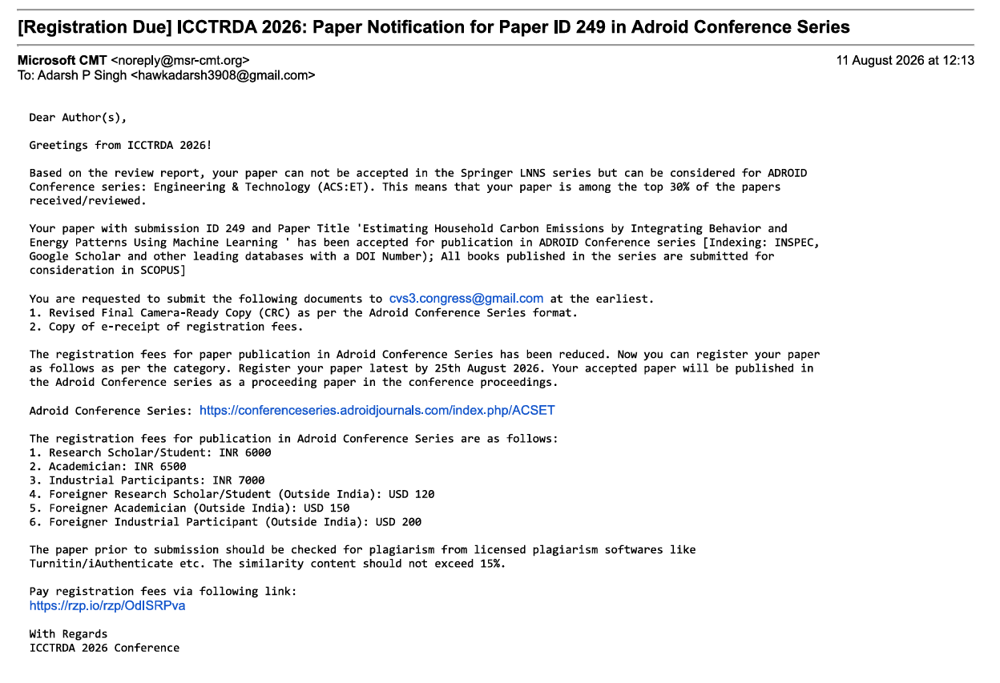 [Registration Due] ICCTRDA 2026: Paper Notification for Paper ID 249 in Adroid Conference Series
Microsoft CMT <noreply@msr-cmt.org>
11 August 2026 at 12:13
To: Adarsh P Singh <hawkadarsh3908@gmail.com>
Dear Author(s),
Greetings from ICCTRDA 2026!
Based on the review report, your paper can not be accepted in the Springer LNNS series but can be considered for ADROID
Conference series: Engineering & Technology (ACS:ET). This means that your paper is among the top 30% of the papers
received/reviewed.
Your paper with submission ID 249 and Paper Title 'Estimating Household Carbon Emissions by Integrating Behavior and
Energy Patterns Using Machine Learning ' has been accepted for publication in ADROID Conference series [Indexing: INSPEC,
Google Scholar and other leading databases with a DOI Number); All books published in the series are submitted for
consideration in SCOPUS]
You are requested to submit the following documents to cvs3.congress@gmail.com at the earliest.
1. Revised Final Camera-Ready Copy (CRC) as per the Adroid Conference Series format.
2. Copy of e-receipt of registration fees.
The registration fees for paper publication in Adroid Conference Series has been reduced. Now you can register your paper
as follows as per the category. Register your paper latest by 25th August 2026. Your accepted paper will be published in
the Adroid Conference series as a proceeding paper in the conference proceedings.
Adroid Conference Series: https://conferenceseries.adroidjournals.com/index.php/ACSET
The registration fees for publication in Adroid Conference Series are as follows:
1. Research Scholar/Student: INR 6000
2. Academician: INR 6500
3. Industrial Participants: INR 7000
4. Foreigner Research Scholar/Student (Outside India): USD 120
5. Foreigner Academician (Outside India): USD 150
6. Foreigner Industrial Participant (Outside India): USD 200
The paper prior to submission should be checked for plagiarism from licensed plagiarism softwares like
Turnitin/iAuthenticate etc. The similarity content should not exceed 15%.
Pay registration fees via following link:
https://rzp.io/rzp/OdISRPva
With Regards
ICCTRDA 2026 Conference